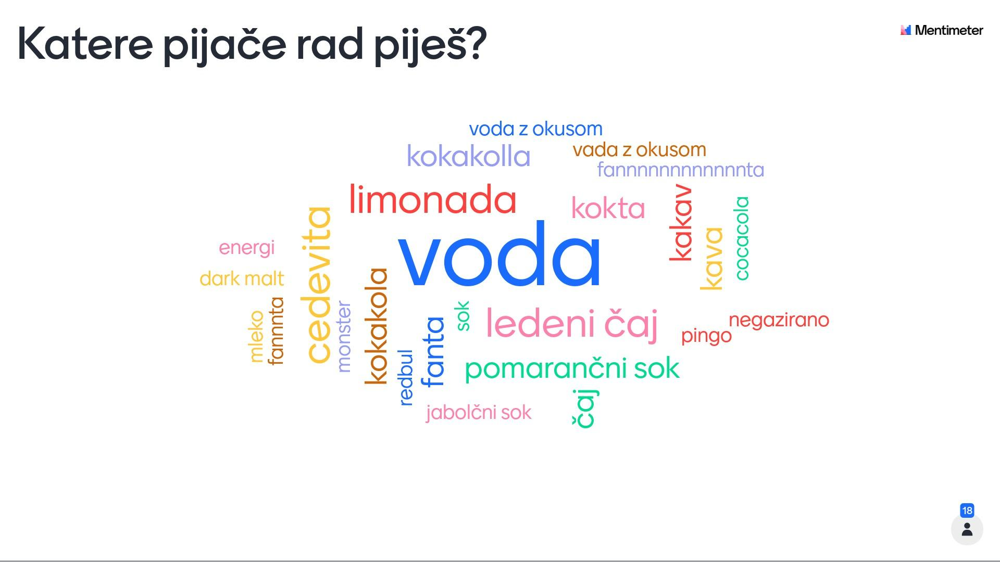 Katere pijače rad piješ?
Mentimeter
voda z okusom
kokakolla
vada z okusom
fannnnnnnnnnnnta
limonada
kokta
kakav
cocacola
cedevita
voda
kava
energi
dark malt
kokakola
mleko
fannnta
monster
sok
ledeni čaj
negazirano
pingo
fanta
redbul
pomarančni sok
jabolčni sok
čaj
18